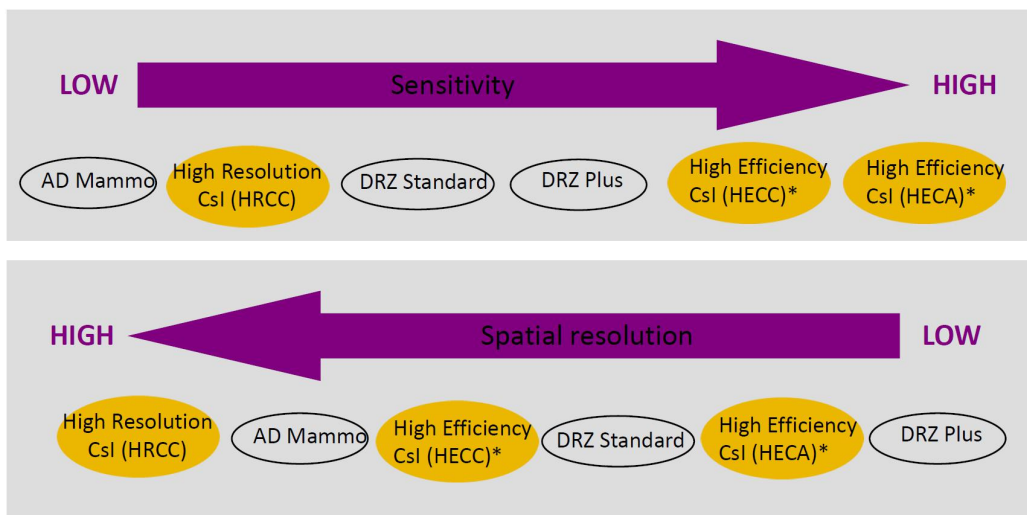 LOW Sensitivity HIGH
AD Mammo
High Resolution
CsI (HRCC)
DRZ Standard
DRZ Plus
High Efficiency
CsI (HECC)*
High Efficiency
CsI (HECA)*
HIGH Spatial resolution LOW
High Resolution
CsI (HRCC)
AD Mammo
High Efficiency
CsI (HECC)*
DRZ Standard
High Efficiency
CsI (HECA)*
DRZ Plus